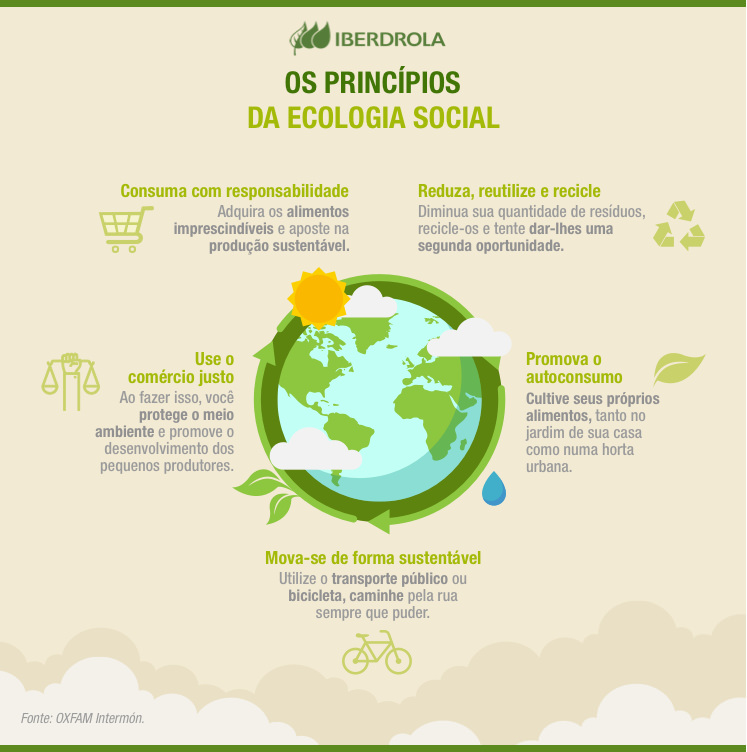 IBERDROLA
OS PRINCÍPIOS
DA ECOLOGIA SOCIAL
Consuma com responsabilidade
Adquira os alimentos
imprescindíveis e aposte na
produção sustentável.
Reduza, reutilize e recicle
Diminua sua quantidade de resíduos,
recicle-os e tente dar-lhes uma
segunda oportunidade.
Use o
comércio justo
Ao fazer isso, você
protege o meio
ambiente e promove o
desenvolvimento dos
pequenos produtores.
Promova o
autoconsumo
Cultive seus próprios
alimentos, tanto no
jardim de sua casa
como numa horta
urbana.
Mova-se de forma sustentável
Utilize o transporte público ou
bicicleta, caminhe pela rua
sempre que puder.
Fonte: OXFAM Intermón.